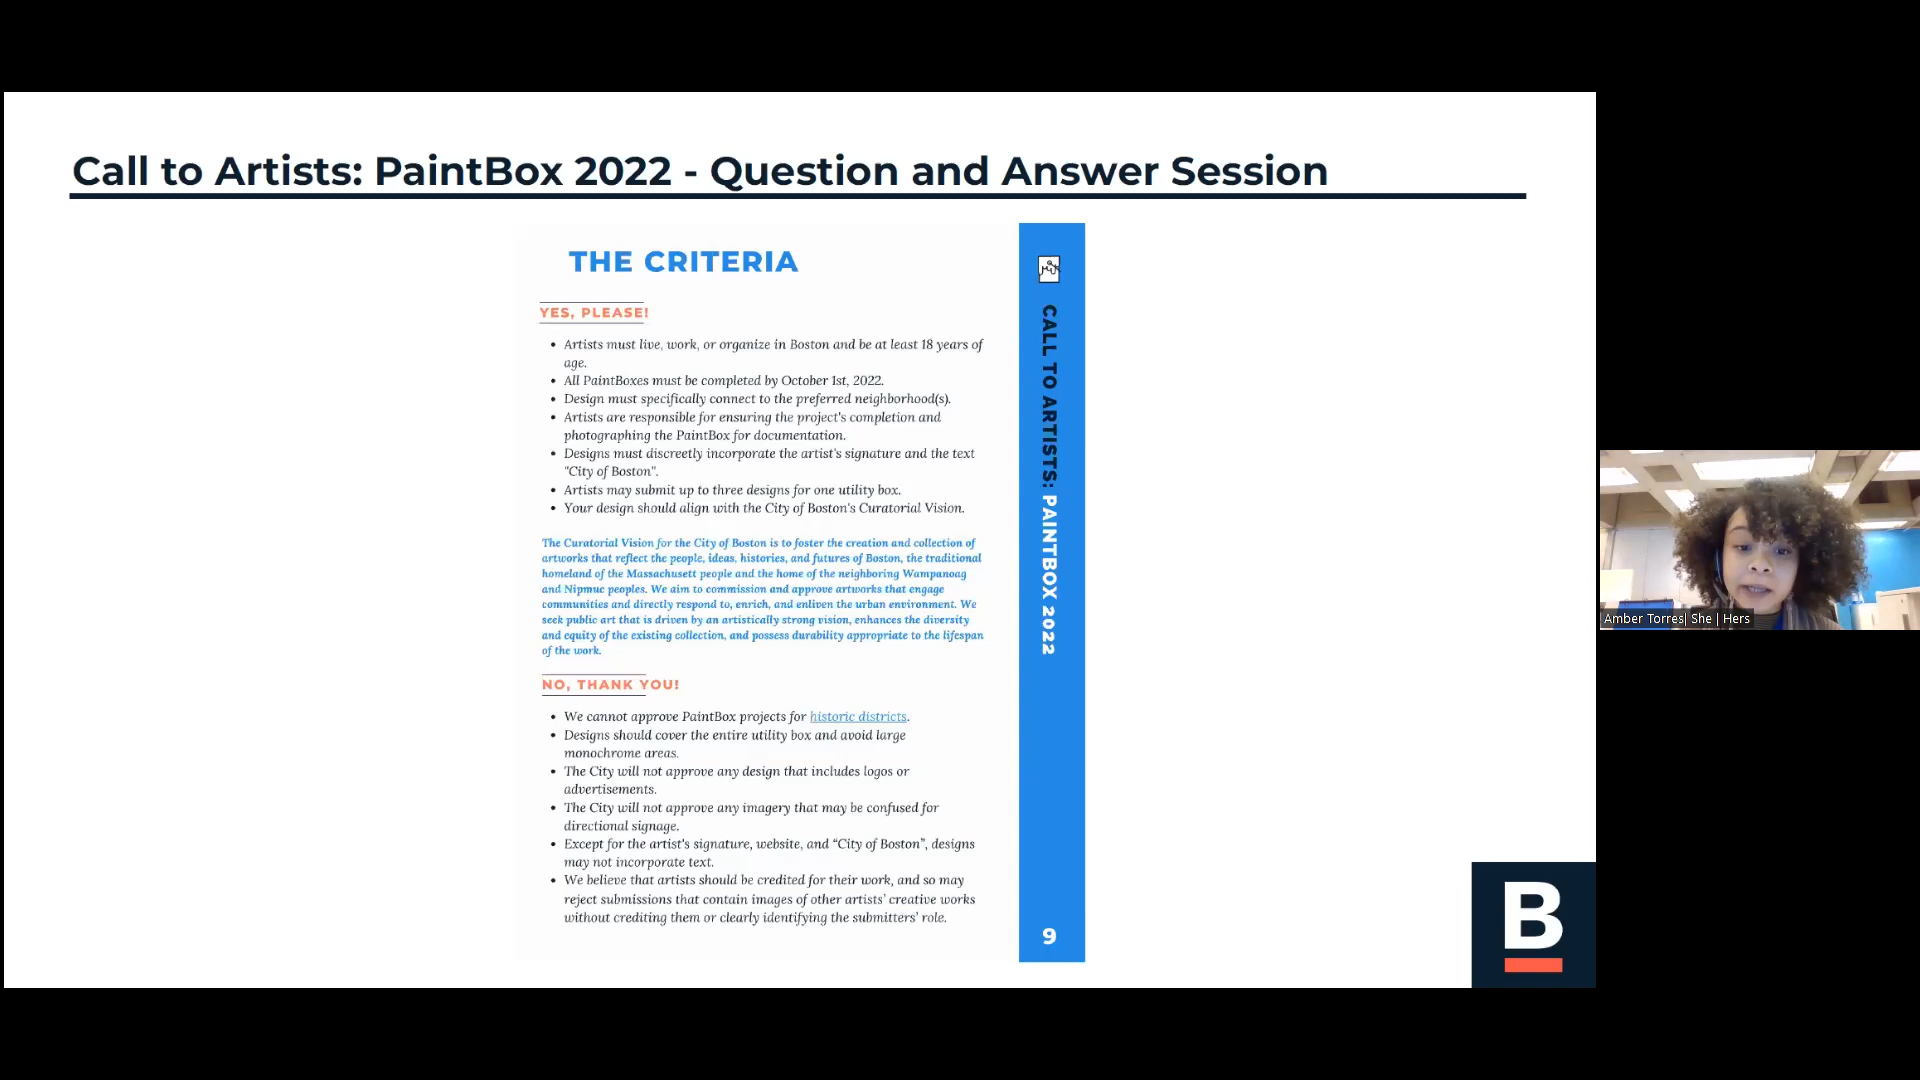 Call to Artists: PaintBox 2022 - Question and Answer Session
THE CRITERIA
YES, PLEASE!
• Artists must live, work, or organize in Boston and be at least 18 years of
age.
• All PaintBoxes must be completed by October 1st, 2022.
• Design must specifically connect to the preferred neighborhood(s).
• Artists are responsible for ensuring the project's completion and
photographing the PaintBox for documentation.
• Designs must discreetly incorporate the artist's signature and the text
"City of Boston".
• Artists may submit up to three designs for one utility box.
• Your design should align with the City of Boston's Curatorial Vision.
The Curatorial Vision for the City of Boston is to foster the creation and collection of
artworks that reflect the people, ideas, histories, and futures of Boston, the traditional
homeland of the Massachusett people and the home of the neighboring Wampanoag
and Nipmuc peoples. We aim to commission and approve artworks that engage
communities and directly respond to, enrich, and enliven the urban environment. We
seek public art that is driven by an artistically strong vision, enhances the diversity
and equity of the existing collection, and possess durability appropriate to the lifespan
of the work.
NO, THANK YOU!
• We cannot approve PaintBox projects for historic districts.
• Designs should cover the entire utility box and avoid large
monochrome areas.
• The City will not approve any design that includes logos or
advertisements.
• The City will not approve any imagery that may be confused for
directional signage.
• Except for the artist's signature, website, and “City of Boston”, designs
may not incorporate text.
• We believe that artists should be credited for their work, and so may
reject submissions that contain images of other artists’ creative works
without crediting them or clearly identifying the submitters’ role.
CALL TO ARTISTS: PAINTBOX 2022
9
B
Amber Torres| She | Hers